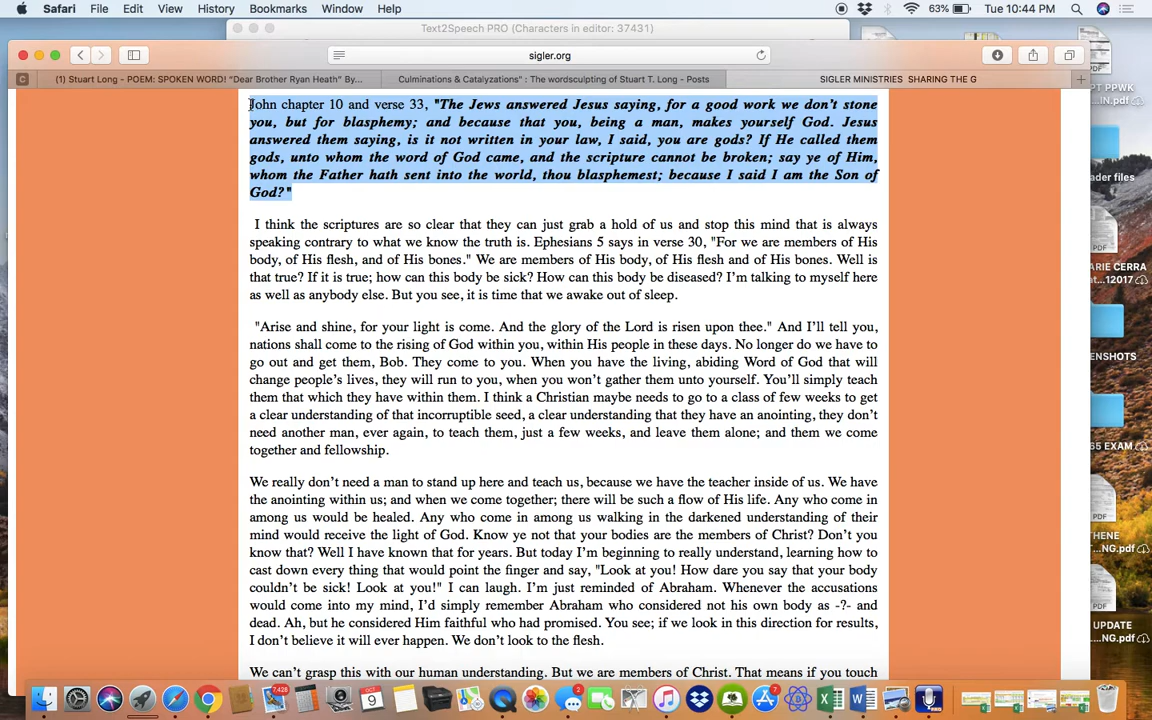 Safari File Edit View History Bookmarks Window Help 63% Tue 10:44 PM
Text2Speech PRO (Characters in editor: 37431)
sigler.org
C (1) Stuart Long - POEM: SPOKEN WORD! “Dear Brother Ryan Heath” By... Culminations & Catalyzations" : The wordsculpting of Stuart T. Long - Posts SIGLER MINISTRIES SHARING THE G
John chapter 10 and verse 33, "The Jews answered Jesus saying, for a good work we don’t stone
you, but for blasphemy; and because that you, being a man, makes yourself God. Jesus
answered them saying, is it not written in your law, I said, you are gods? If He called them
gods, unto whom the word of God came, and the scripture cannot be broken; say ye of Him,
whom the Father hath sent into the world, thou blasphemest; because I said I am the Son of
God?"
I think the scriptures are so clear that they can just grab a hold of us and stop this mind that is always
speaking contrary to what we know the truth is. Ephesians 5 says in verse 30, "For we are members of His
body, of His flesh, and of His bones." We are members of His body, of His flesh and of His bones. Well is
that true? If it is true; how can this body be sick? How can this body be diseased? I’m talking to myself here
as well as anybody else. But you see, it is time that we awake out of sleep.
"Arise and shine, for your light is come. And the glory of the Lord is risen upon thee." And I’ll tell you,
nations shall come to the rising of God within you, within His people in these days. No longer do we have to
go out and get them, Bob. They come to you. When you have the living, abiding Word of God that will
change people’s lives, they will run to you, when you won’t gather them unto yourself. You’ll simply teach
them that which they have within them. I think a Christian maybe needs to go to a class of few weeks to get
a clear understanding of that incorruptible seed, a clear understanding that they have an anointing, they don’t
need another man, ever again, to teach them, just a few weeks, and leave them alone; and them we come
together and fellowship.
We really don’t need a man to stand up here and teach us, because we have the teacher inside of us. We have
the anointing within us; and when we come together; there will be such a flow of His life. Any who come in
among us would be healed. Any who come in among us walking in the darkened understanding of their
mind would receive the light of God. Know ye not that your bodies are the members of Christ? Don’t you
know that? Well I have known that for years. But today I’m beginning to really understand, learning how to
cast down every thing that would point the finger and say, "Look at you! How dare you say that your body
couldn’t be sick! Look at you!" I can laugh. I’m just reminded of Abraham. Whenever the accusations
would come into my mind, I’d simply remember Abraham who considered not his own body as -?- and
dead. Ah, but he considered Him faithful who had promised. You see; if we look in this direction for results,
I don’t believe it will ever happen. We don’t look to the flesh.
We can’t grasp this with our human understanding. But we are members of Christ. That means if you touch
PT PPWK
IN.pdf
ader files
PDF
ARIE CERRA
at...12017
ENSHOTS
65 EXAM
PDF
THENE
NG.pdf
PDF
UPDATE
NG.pdf
7,428
OCT
9
2
7